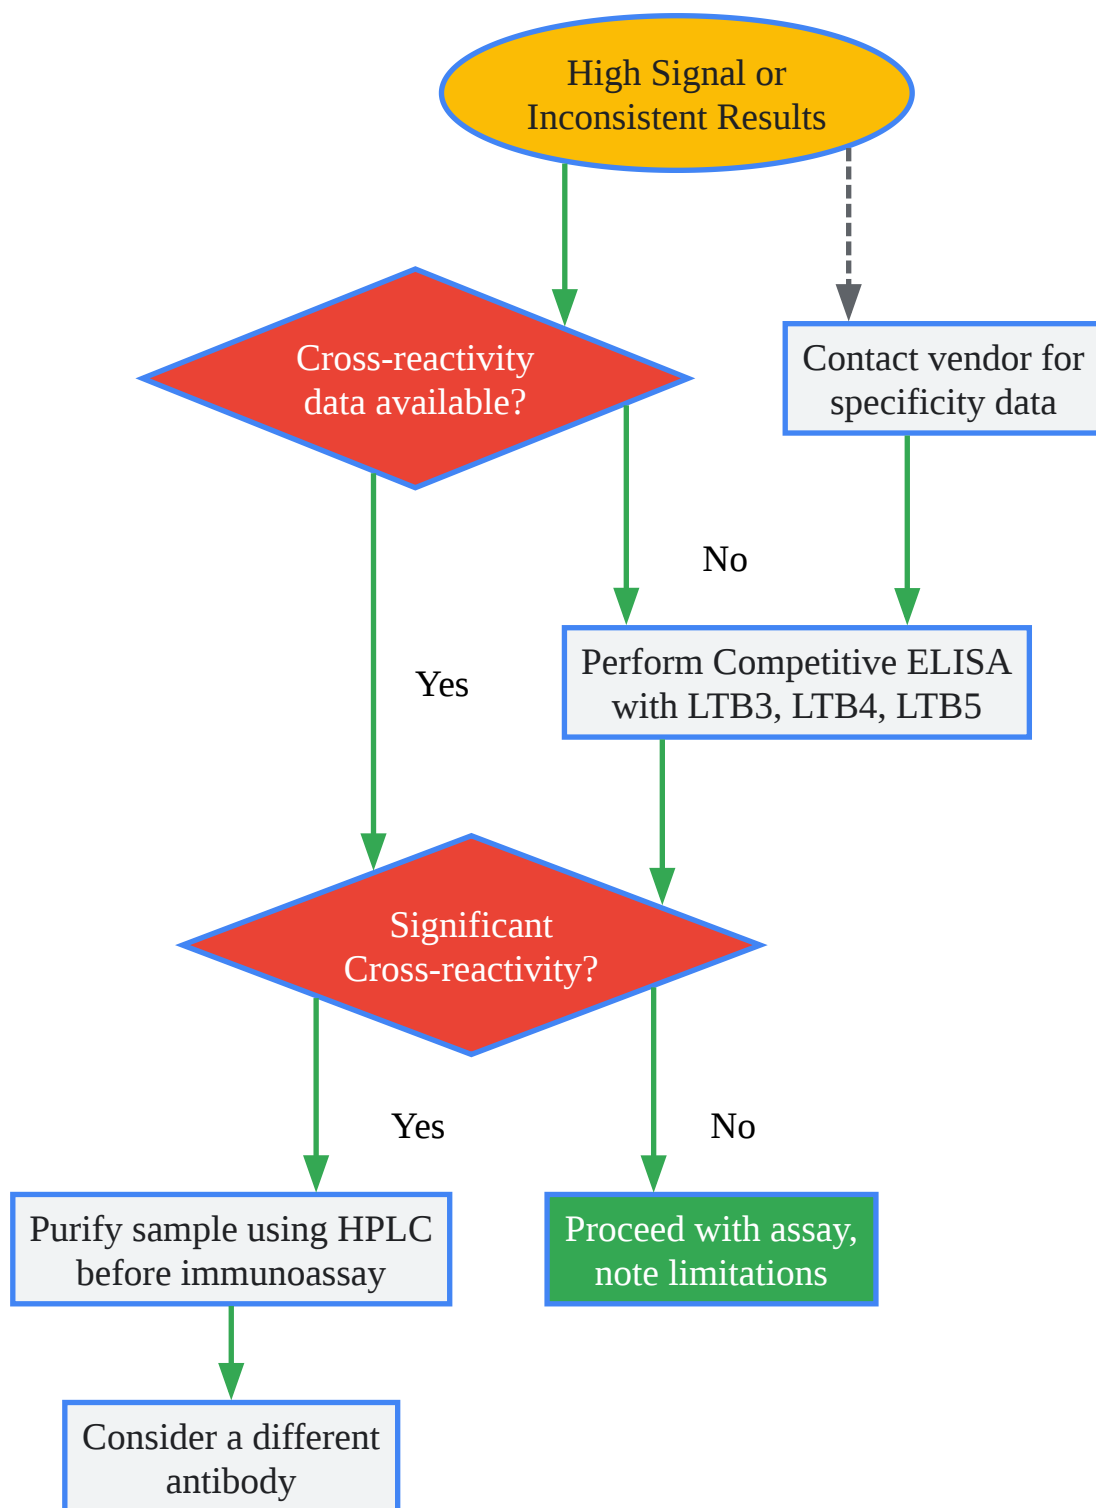 High Signal or
Inconsistent Results
Cross-reactivity
data available?
Contact vendor for
specificity data
No
Yes
Perform Competitive ELISA
with LTB3, LTB4, LTB5
Significant
Cross-reactivity?
Yes
No
Purify sample using HPLC
before immunoassay
Proceed with assay,
note limitations
Consider a different
antibody